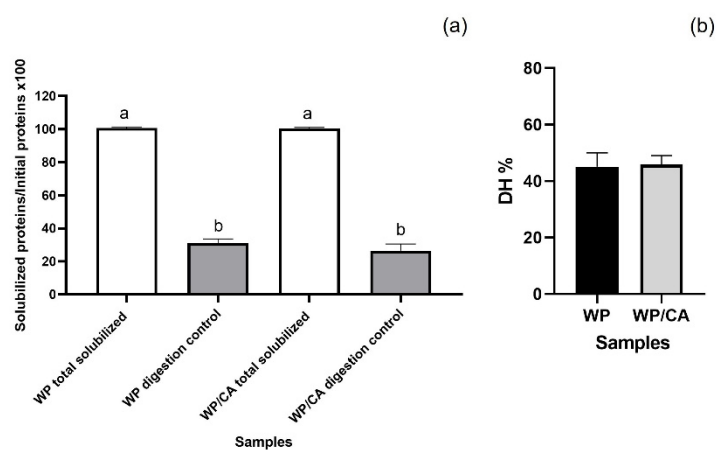 (a)
Solubilized proteins/Initial proteins x100
120
100
80
60
40
20
0
a
b
a
b
WP total solubilized
WP digestion control
WP/CA total solubilized
WP/CA digestion control
Samples
(b)
DH %
80
60
40
20
0
WP
WP/CA
Samples